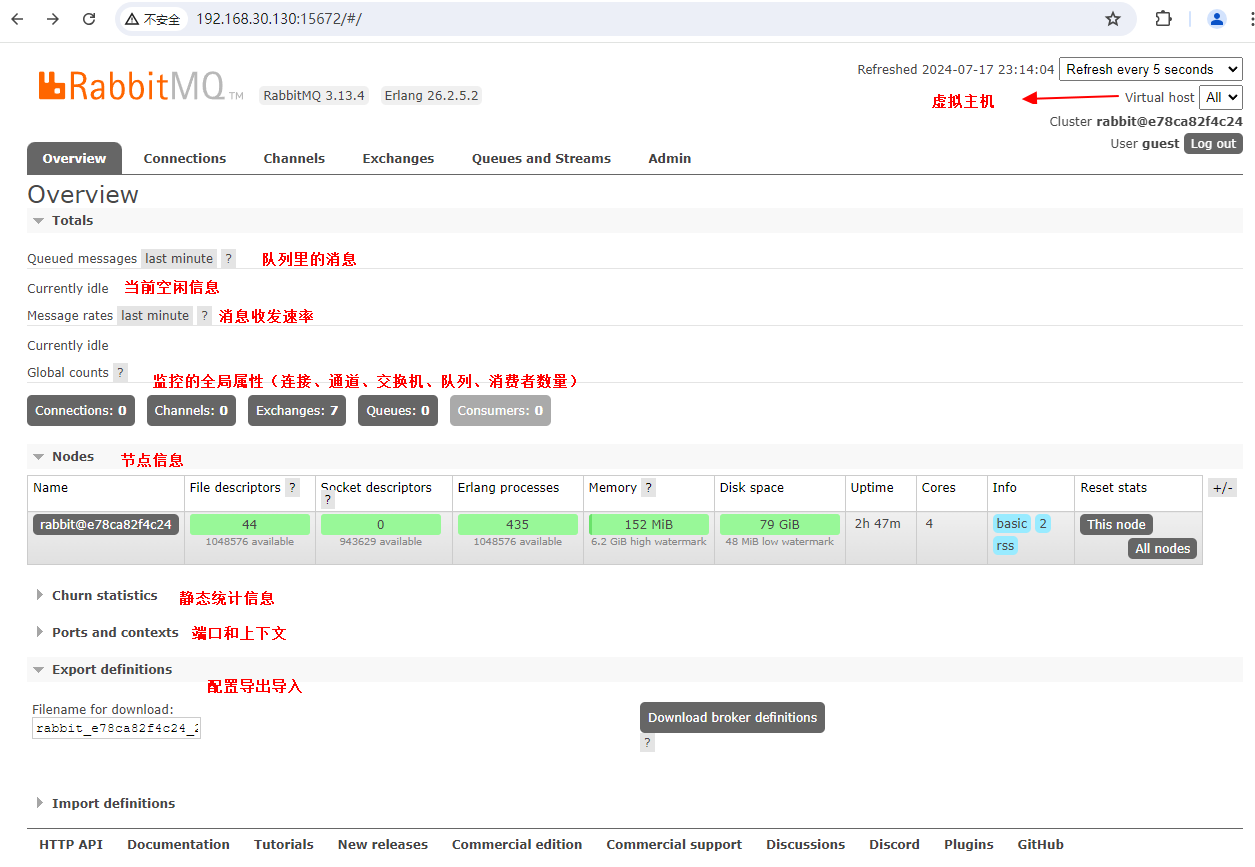 不安全 192.168.30.130:15672/#/
RabbitMQ TM RabbitMQ 3.13.4 Erlang 26.2.5.2
Refreshed 2024-07-17 23:14:04 Refresh every 5 seconds
虚拟主机 Virtual host All
Cluster rabbit@e78ca82f4c24
User guest Log out
Overview Connections Channels Exchanges Queues and Streams Admin
Overview
Totals
Queued messages last minute ? 队列里的消息
Currently idle 当前空闲信息
Message rates last minute ? 消息收发速率
Currently idle
Global counts ? 监控的全局属性（连接、通道、交换机、队列、消费者数量）
Connections: 0 Channels: 0 Exchanges: 7 Queues: 0 Consumers: 0
Nodes 节点信息
Name File descriptors ? Socket descriptors ? Erlang processes Memory ? Disk space Uptime Cores Info Reset stats +/-
rabbit@e78ca82f4c24 44 0 435 152 MiB 79 GiB 2h 47m 4 basic 2 This node
1048576 available 943629 available 1048576 available 6.2 GiB high watermark 48 MiB low watermark rss All nodes
Churn statistics 静态统计信息
Ports and contexts 端口和上下文
Export definitions
配置导出导入
Filename for download:
rabbit_e78ca82f4c24_2 Download broker definitions
?
Import definitions
HTTP API Documentation Tutorials New releases Commercial edition Commercial support Discussions Discord Plugins GitHub